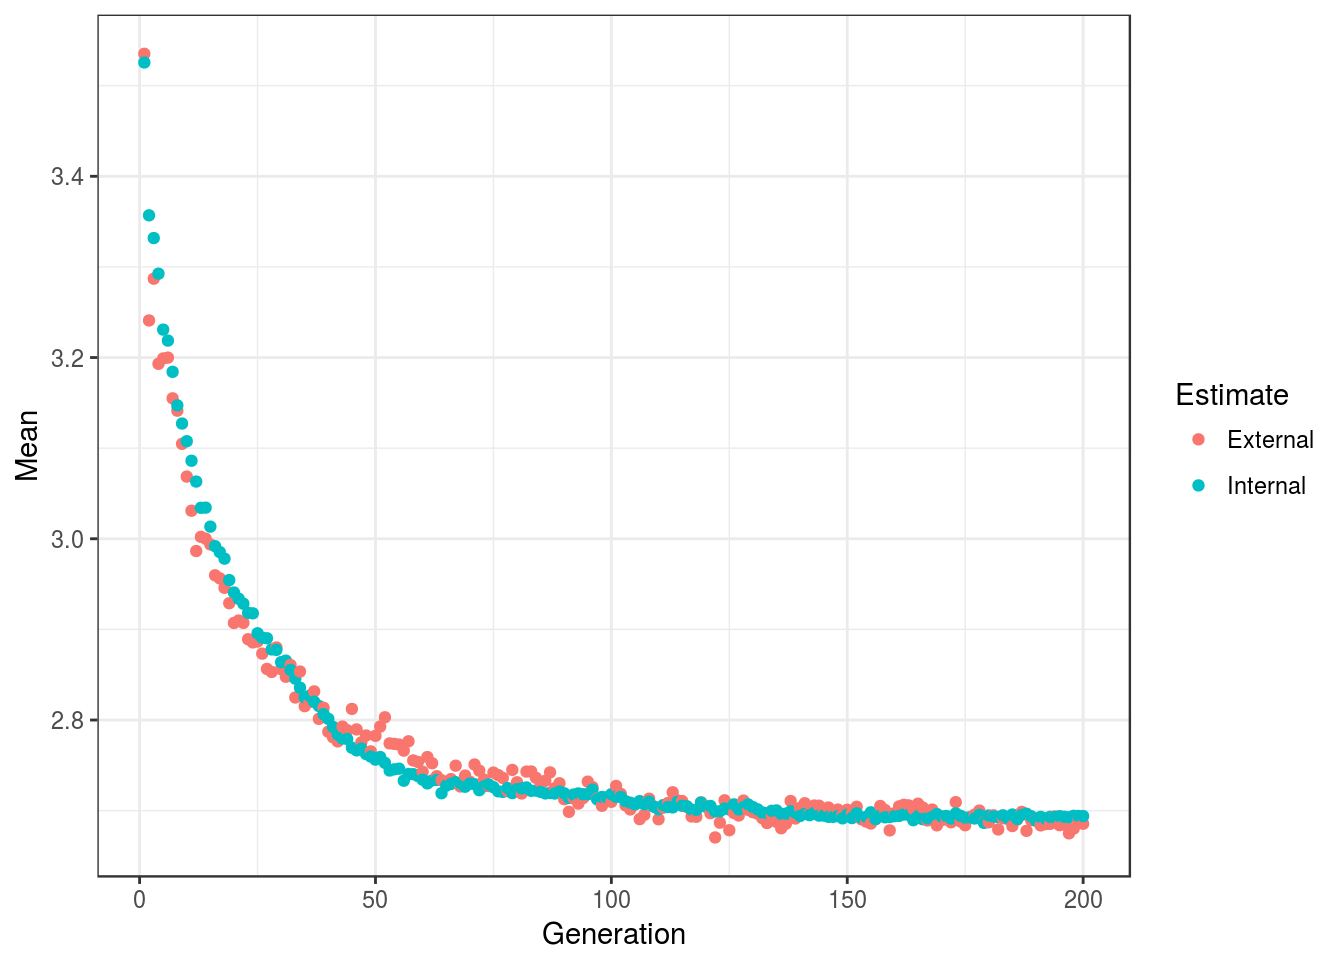 3.4
3.2
3.0
2.8
Mean
0 50 100 150 200
Generation
Estimate
External
Internal